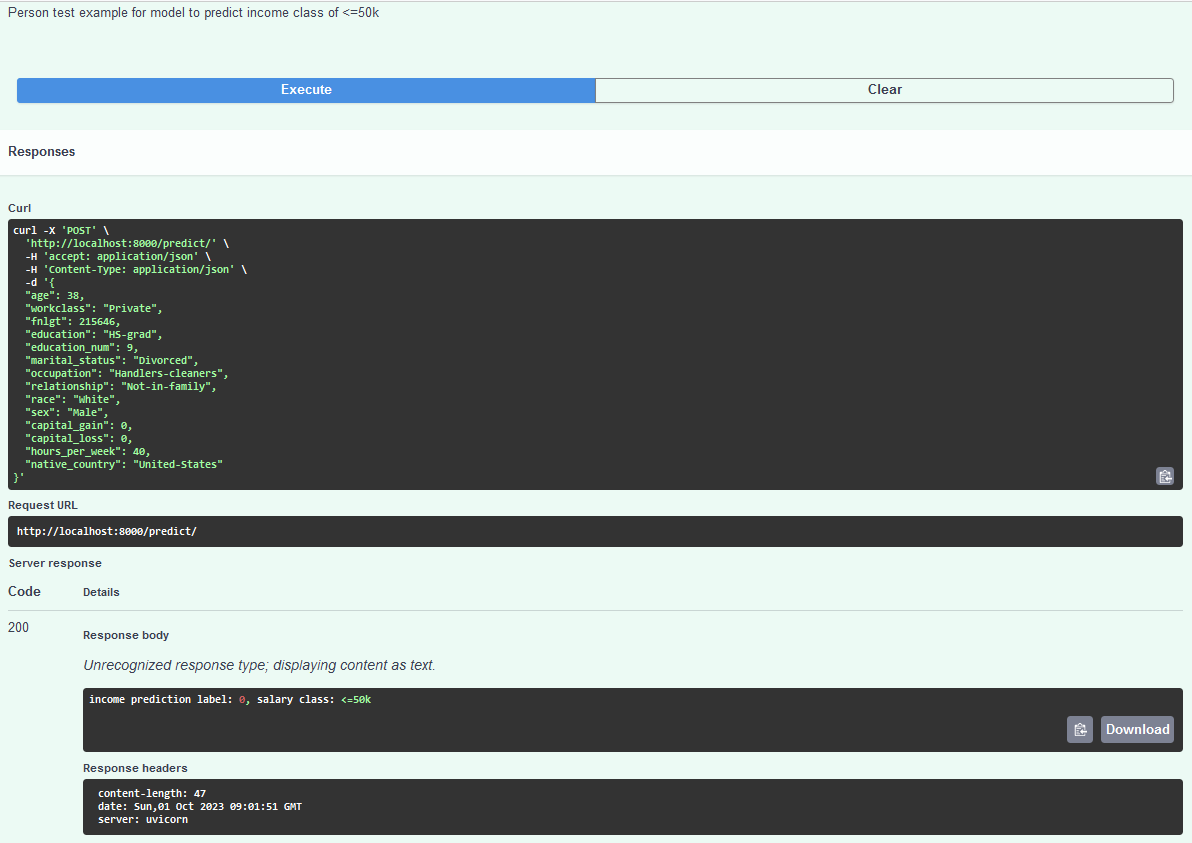 Person test example for model to predict income class of <=50k
Execute
Clear
Responses
Curl
curl -X 'POST' \
  'http://localhost:8000/predict/' \
  -H 'accept: application/json' \
  -H 'Content-Type: application/json' \
  -d '{
  "age": 38,
  "workclass": "Private",
  "fnlgt": 215646,
  "education": "HS-grad",
  "education_num": 9,
  "marital_status": "Divorced",
  "occupation": "Handlers-cleaners",
  "relationship": "Not-in-family",
  "race": "White",
  "sex": "Male",
  "capital_gain": 0,
  "capital_loss": 0,
  "hours_per_week": 40,
  "native_country": "United-States"
}'
Request URL
http://localhost:8000/predict/
Server response
Code Details
200
Response body
Unrecognized response type; displaying content as text.
income prediction label: 0, salary class: <=50k
Download
Response headers
content-length: 47
date: Sun,01 Oct 2023 09:01:51 GMT
server: uvicorn